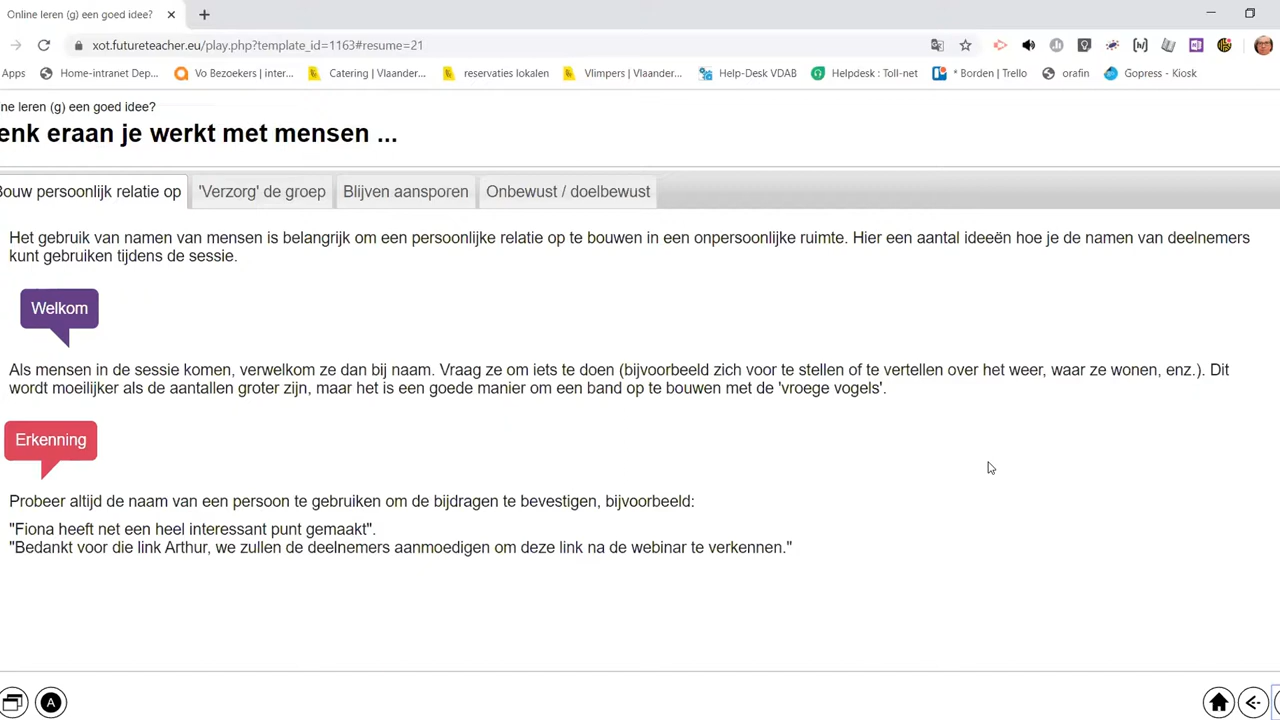 Online leren (g) een goed idee?
xot.futureteacher.eu/play.php?template_id=1163#resume=21
Apps Home-intranet Dep... Vo Bezoekers | inter... Catering | Vlaander... reservaties lokalen Vlimpers | Vlaander... Help-Desk VDAB Helpdesk : Toll-net * Borden | Trello orafin Gopress - Kiosk
ne leren (g) een goed idee?
enk eraan je werkt met mensen ...
Bouw persoonlijk relatie op 'Verzorg' de groep Blijven aansporen Onbewust / doelbewust
Het gebruik van namen van mensen is belangrijk om een persoonlijke relatie op te bouwen in een onpersoonlijke ruimte. Hier een aantal ideeën hoe je de namen van deelnemers
kunt gebruiken tijdens de sessie.
Welkom
Als mensen in de sessie komen, verwelkom ze dan bij naam. Vraag ze om iets te doen (bijvoorbeeld zich voor te stellen of te vertellen over het weer, waar ze wonen, enz.). Dit
wordt moeilijker als de aantallen groter zijn, maar het is een goede manier om een band op te bouwen met de 'vroege vogels'.
Erkenning
Probeer altijd de naam van een persoon te gebruiken om de bijdragen te bevestigen, bijvoorbeeld:
"Fiona heeft net een heel interessant punt gemaakt".
"Bedankt voor die link Arthur, we zullen de deelnemers aanmoedigen om deze link na de webinar te verkennen."
A